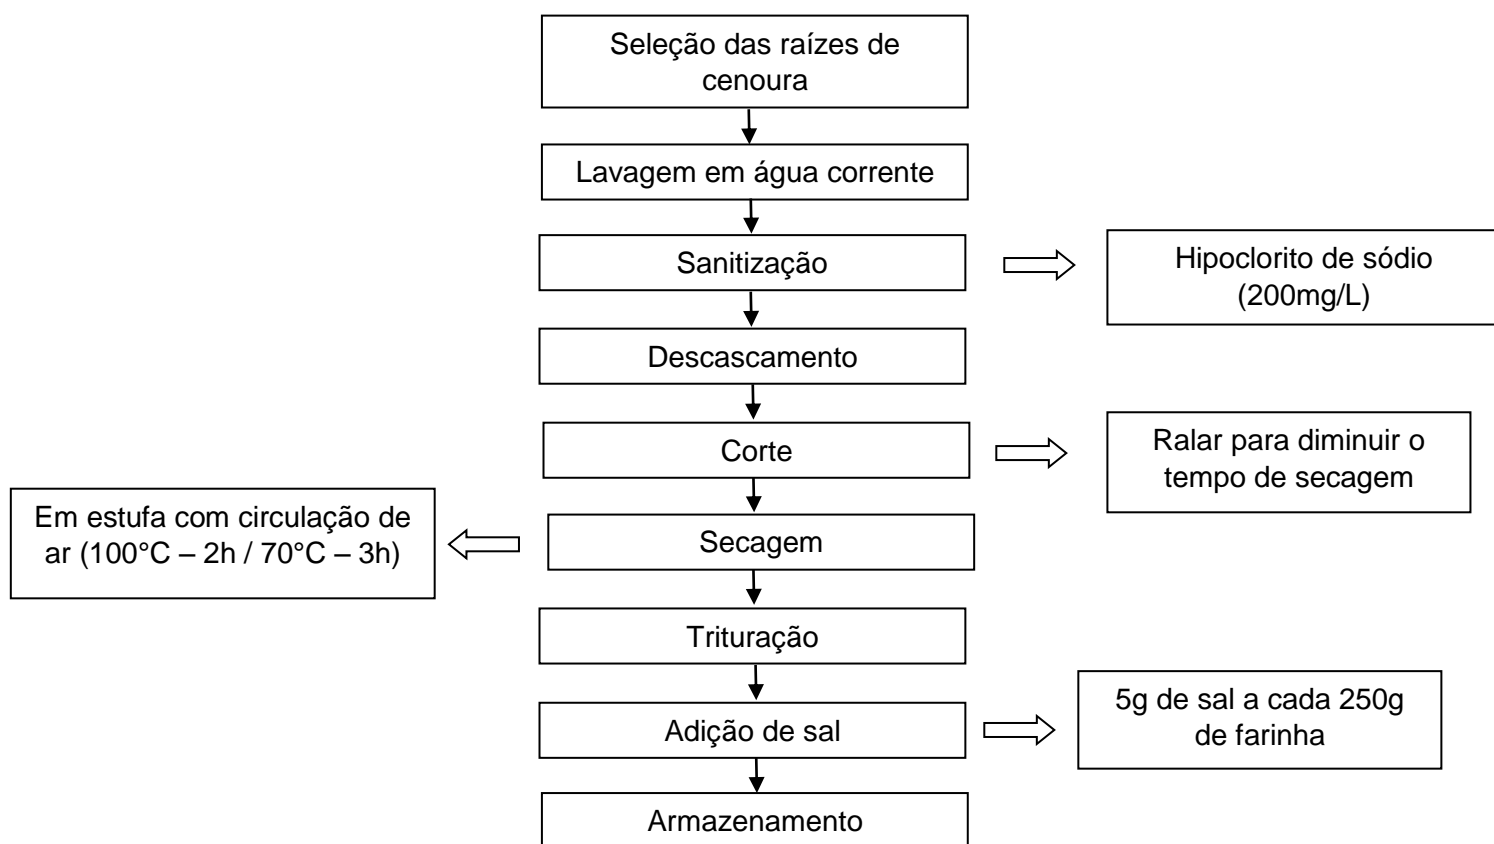 Seleção das raízes de
cenoura
Lavagem em água corrente
Sanitização
Hipoclorito de sódio
(200mg/L)
Descascamento
Corte
Ralar para diminuir o
tempo de secagem
Em estufa com circulação de
ar (100°C – 2h / 70°C – 3h)
Secagem
Trituração
Adição de sal
5g de sal a cada 250g
de farinha
Armazenamento